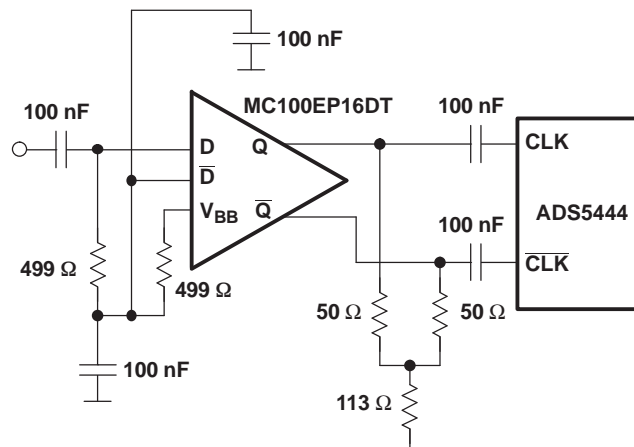 100 nF
MC100EP16DT
100 nF
100 nF
D
Q
CLK
D̅
ADS5444
V_BB
Q̅
100 nF
C̅L̅K̅
499 Ω
499 Ω
50 Ω
50 Ω
100 nF
113 Ω